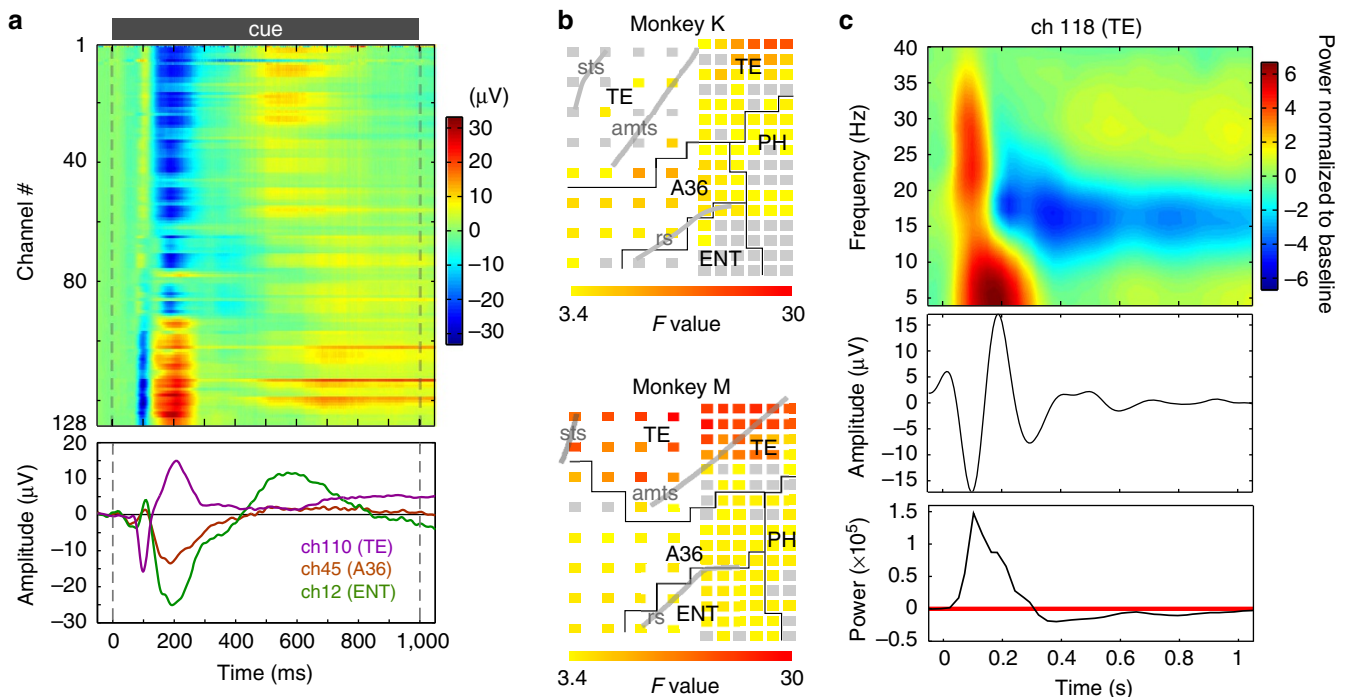 a
cue
1
40
80
128
Channel #
(µV)
30
20
10
0
−10
−20
−30
20
15
10
5
0
−10
−15
−20
−25
−30
Amplitude (µV)
ch110 (TE)
ch45 (A36)
ch12 (ENT)
0
200
400
600
800
1,000
Time (ms)
b
Monkey K
sts
TE
TE
amts
PH
A36
rs
ENT
3.4
30
F value
Monkey M
sts
TE
TE
amts
PH
A36
rs
ENT
3.4
30
F value
c
ch 118 (TE)
40
35
30
25
20
15
10
5
Frequency (Hz)
6
4
2
0
−2
−4
−6
Power normalized to baseline
15
10
5
0
−5
−10
−15
Amplitude (µV)
1.5
1
0
−0.5
Power (×10⁵)
0
0.2
0.4
0.6
0.8
1
Time (s)